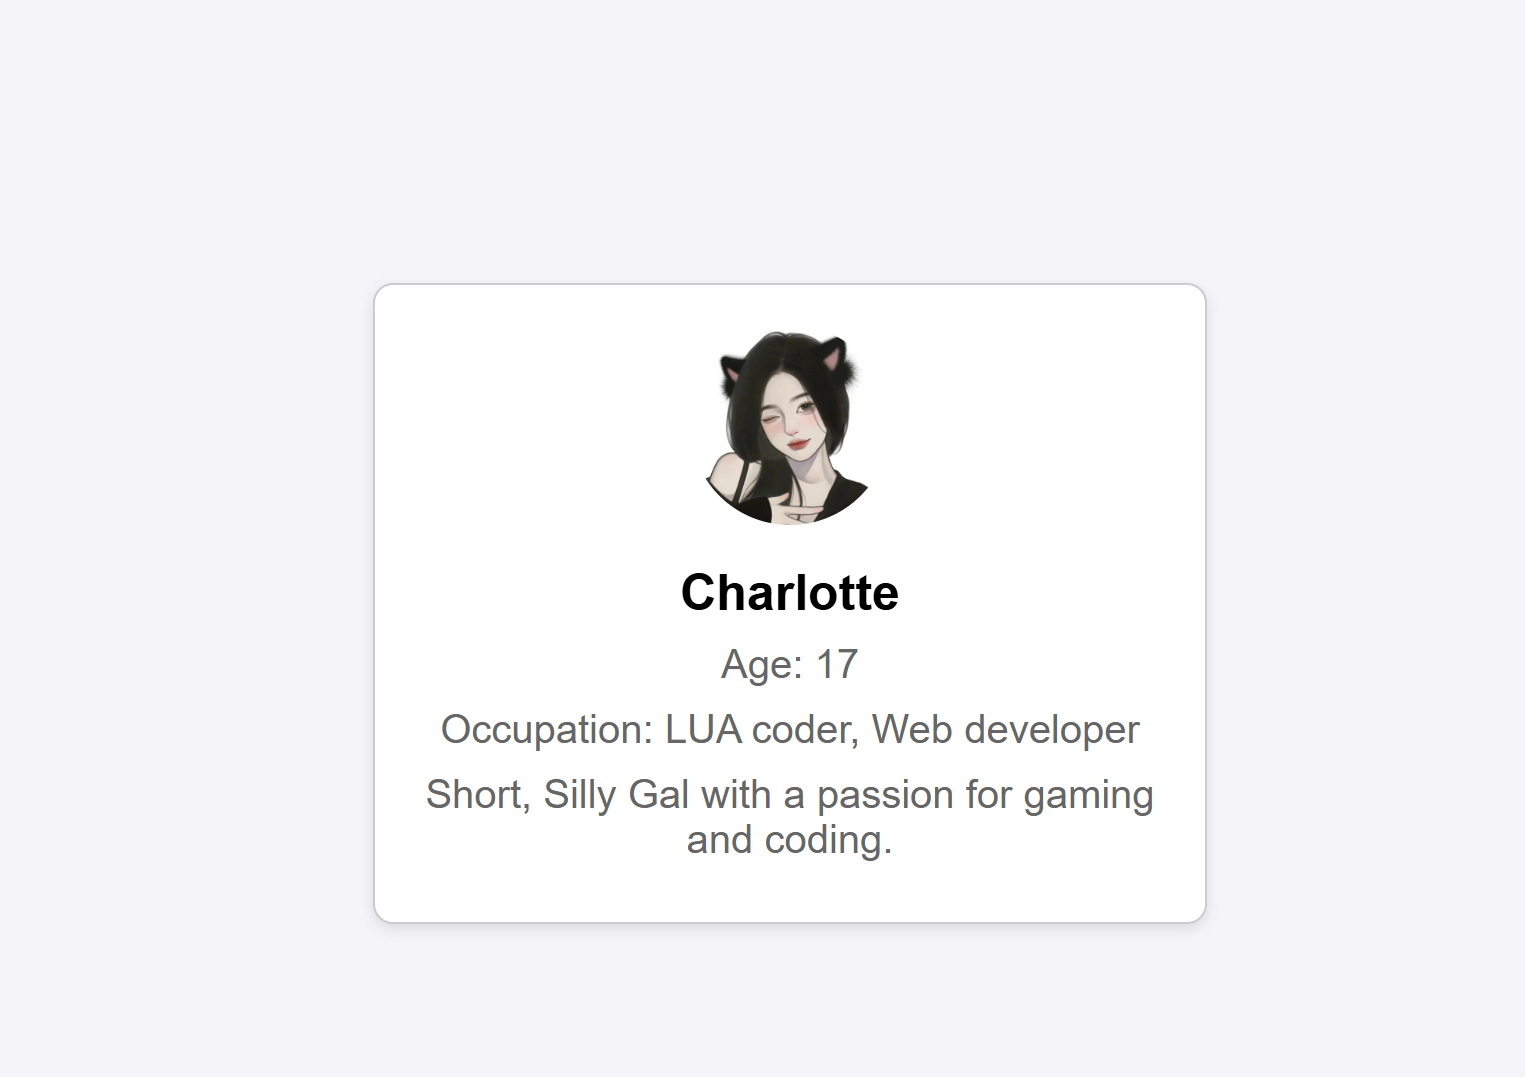 Charlotte
Age: 17
Occupation: LUA coder, Web developer
Short, Silly Gal with a passion for gaming
and coding.